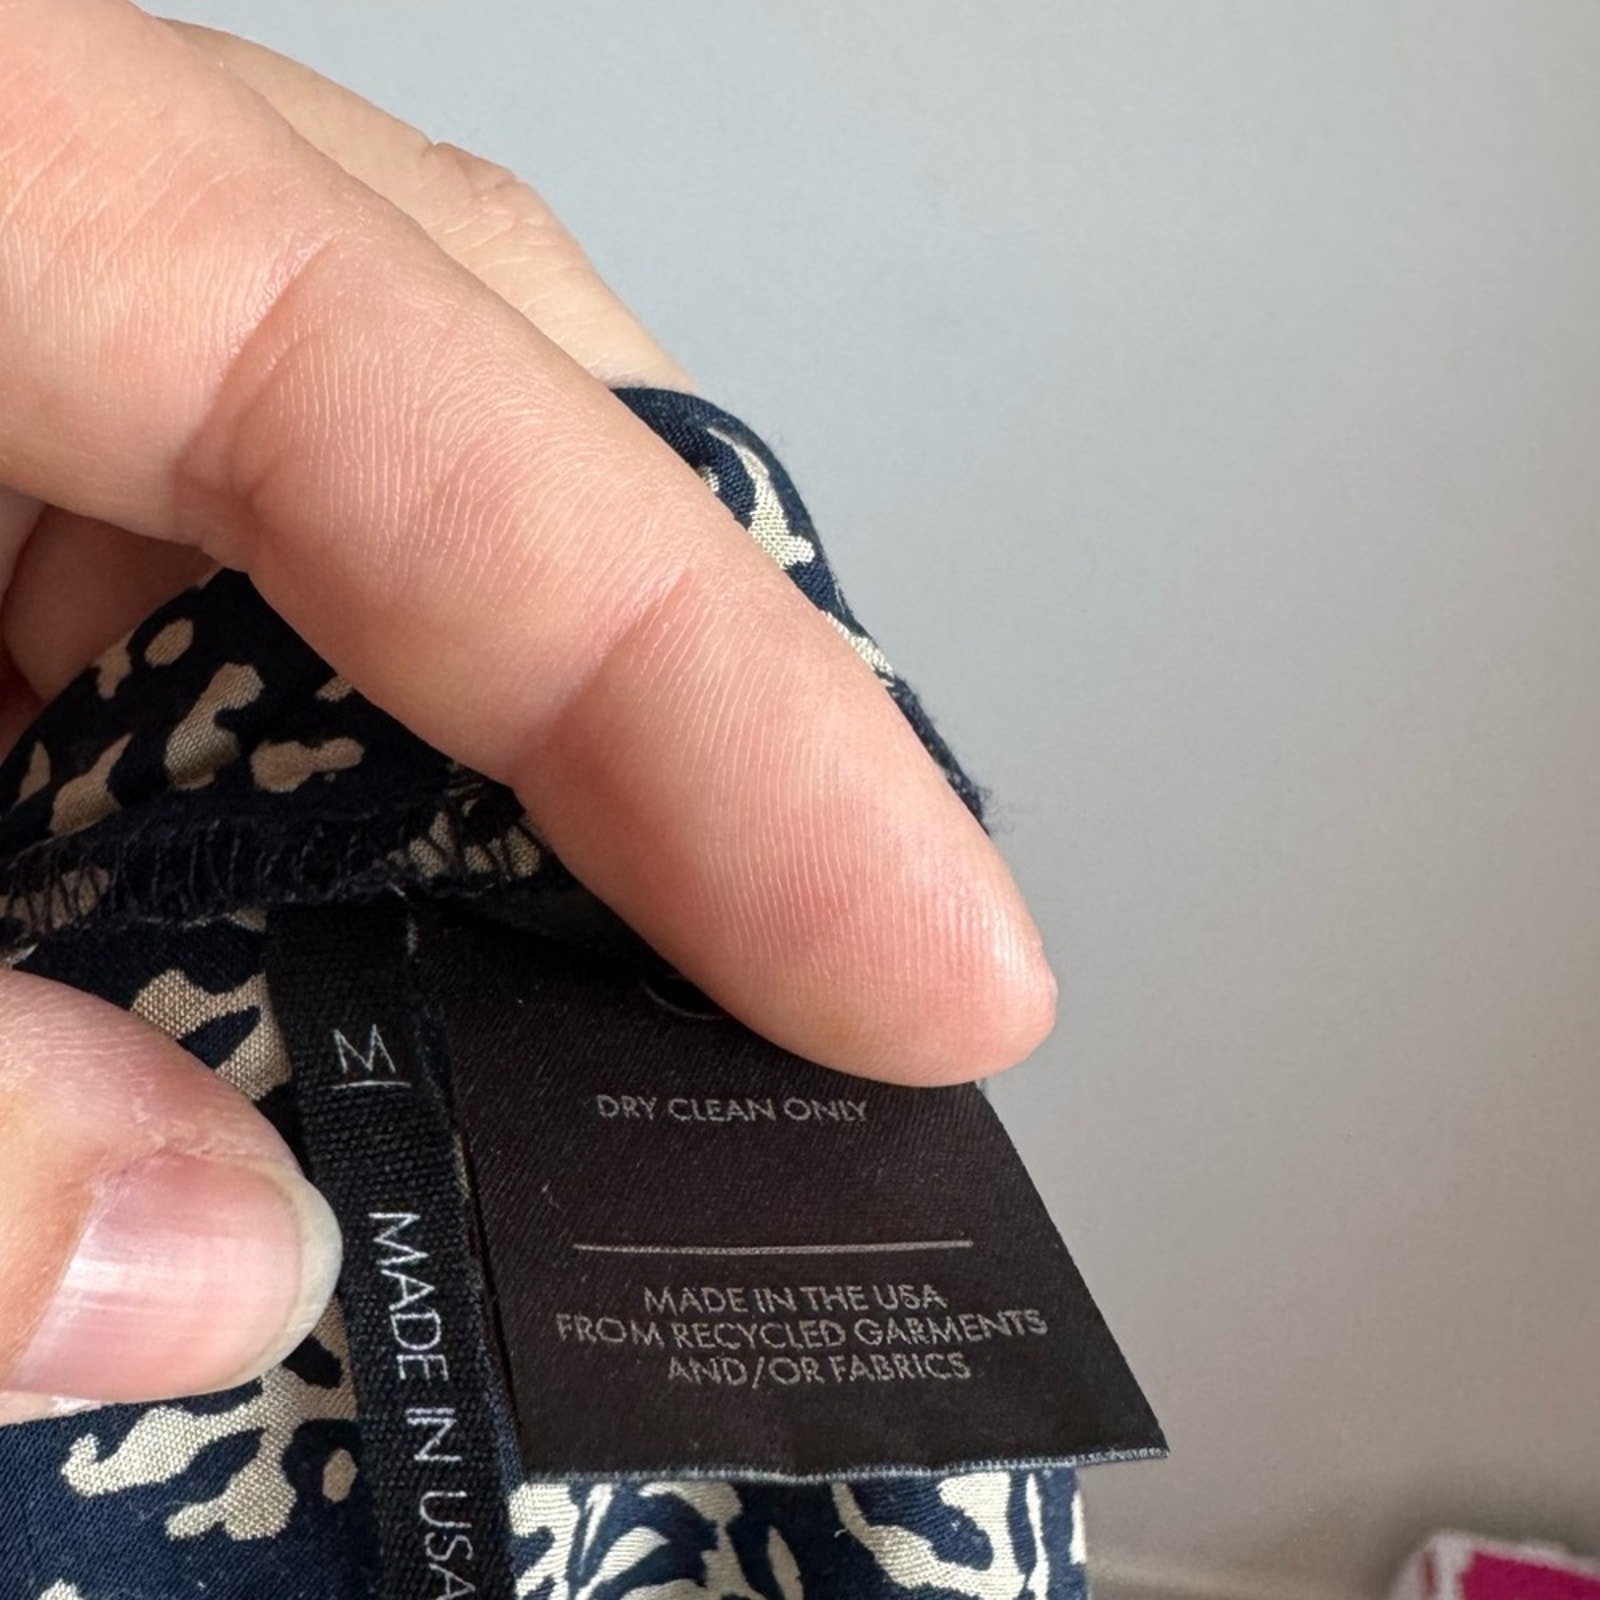 M
MADE IN USA
DRY CLEAN ONLY
MADE IN THE USA
FROM RECYCLED GARMENTS
AND/OR FABRICS